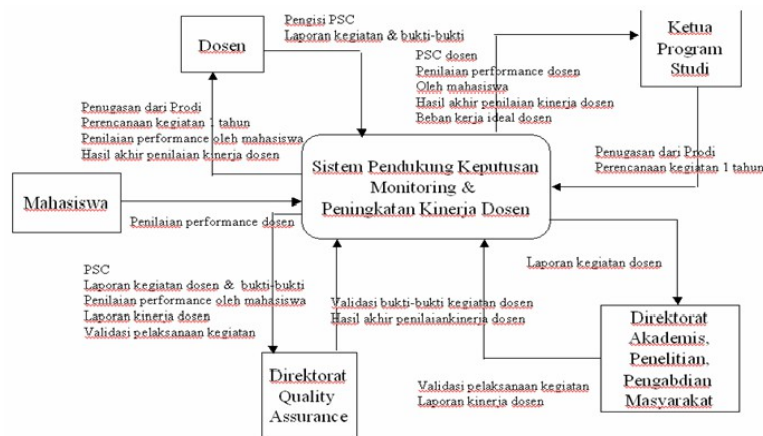 Pengisi PSC
Laporan kegiatan & bukti-bukti
Dosen
Ketua
Program
Studi
PSC dosen
Penilaian performance dosen
Oleh mahasiswa
Hasil akhir penilaian kinerja dosen
Beban kerja ideal dosen
Penugasan dari Prodi
Perencanaan kegiatan 1 tahun
Penilaian performance oleh mahasiswa
Hasil akhir penilaian kinerja dosen
Sistem Pendukung Keputusan
Monitoring &
Peningkatan Kinerja Dosen
Penugasan dari Prodi
Perencanaan kegiatan 1 tahun
Mahasiswa
Penilaian performance dosen
PSC
Laporan kegiatan dosen & bukti-bukti
Penilaian performance oleh mahasiswa
Laporan kinerja dosen
Validasi pelaksanaan kegiatan
Validasi bukti-bukti kegiatan dosen
Hasil akhir penilaiankinerja dosen
Laporan kegiatan dosen
Direktorat
Quality
Assurance
Validasi pelaksanaan kegiatan
Laporan kinerja dosen
Direktorat
Akademis,
Penelitian,
Pengabdian
Masyarakat